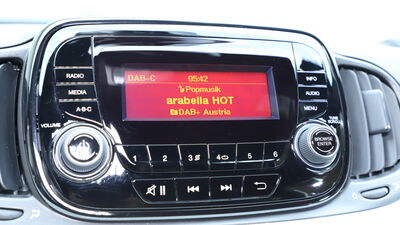 RADIO
DAB-C 05:42
INFO
MEDIA
Popmusik
AUDIO
A-B-C
arabella HOT
MENU
DAB+ Austria
VOLUME
TUNE
SCROLL
BROWSE
ENTER
1 2 3 4 5 6